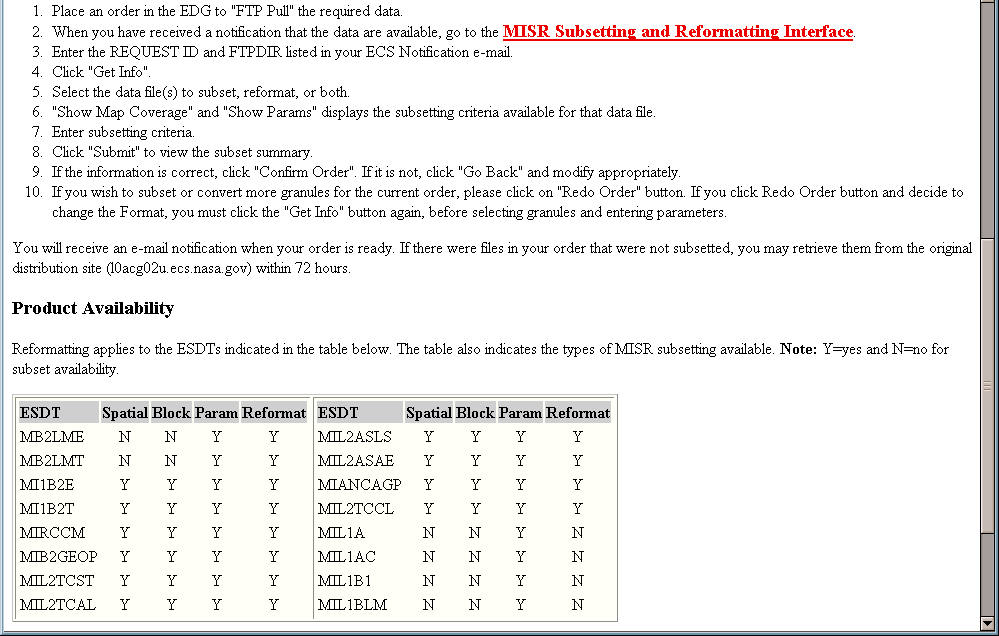 1. Place an order in the EDG to "FTP Pull" the required data.
2. When you have received a notification that the data are available, go to the MISR Subsetting and Reformatting Interface.
3. Enter the REQUEST ID and FTPDIR listed in your ECS Notification e-mail.
4. Click "Get Info".
5. Select the data file(s) to subset, reformat, or both.
6. "Show Map Coverage" and "Show Params" displays the subsetting criteria available for that data file.
7. Enter subsetting criteria.
8. Click "Submit" to view the subset summary.
9. If the information is correct, click "Confirm Order". If it is not, click "Go Back" and modify appropriately.
10. If you wish to subset or convert more granules for the current order, please click on "Redo Order" button. If you click Redo Order button and decide to
change the Format, you must click the "Get Info" button again, before selecting granules and entering parameters.
You will receive an e-mail notification when your order is ready. If there were files in your order that were not subsetted, you may retrieve them from the original
distribution site (l0acg02u.ecs.nasa.gov) within 72 hours.
Product Availability
Reformatting applies to the ESDTs indicated in the table below. The table also indicates the types of MISR subsetting available. Note: Y=yes and N=no for
subset availability.
ESDT Spatial Block Param Reformat ESDT Spatial Block Param Reformat
MB2LME N N Y Y MIL2ASLS Y Y Y Y
MB2LMT N N Y Y MIL2ASAE Y Y Y Y
MI1B2E Y Y Y Y MIANCAGP Y Y Y Y
MI1B2T Y Y Y Y MIL2TCCL Y Y Y Y
MIRCCM Y Y Y Y MIL1A N N Y N
MIB2GEOP Y Y Y Y MIL1AC N N Y N
MIL2TCST Y Y Y Y MIL1B1 N N Y N
MIL2TCAL Y Y Y Y MIL1BLM N N Y N